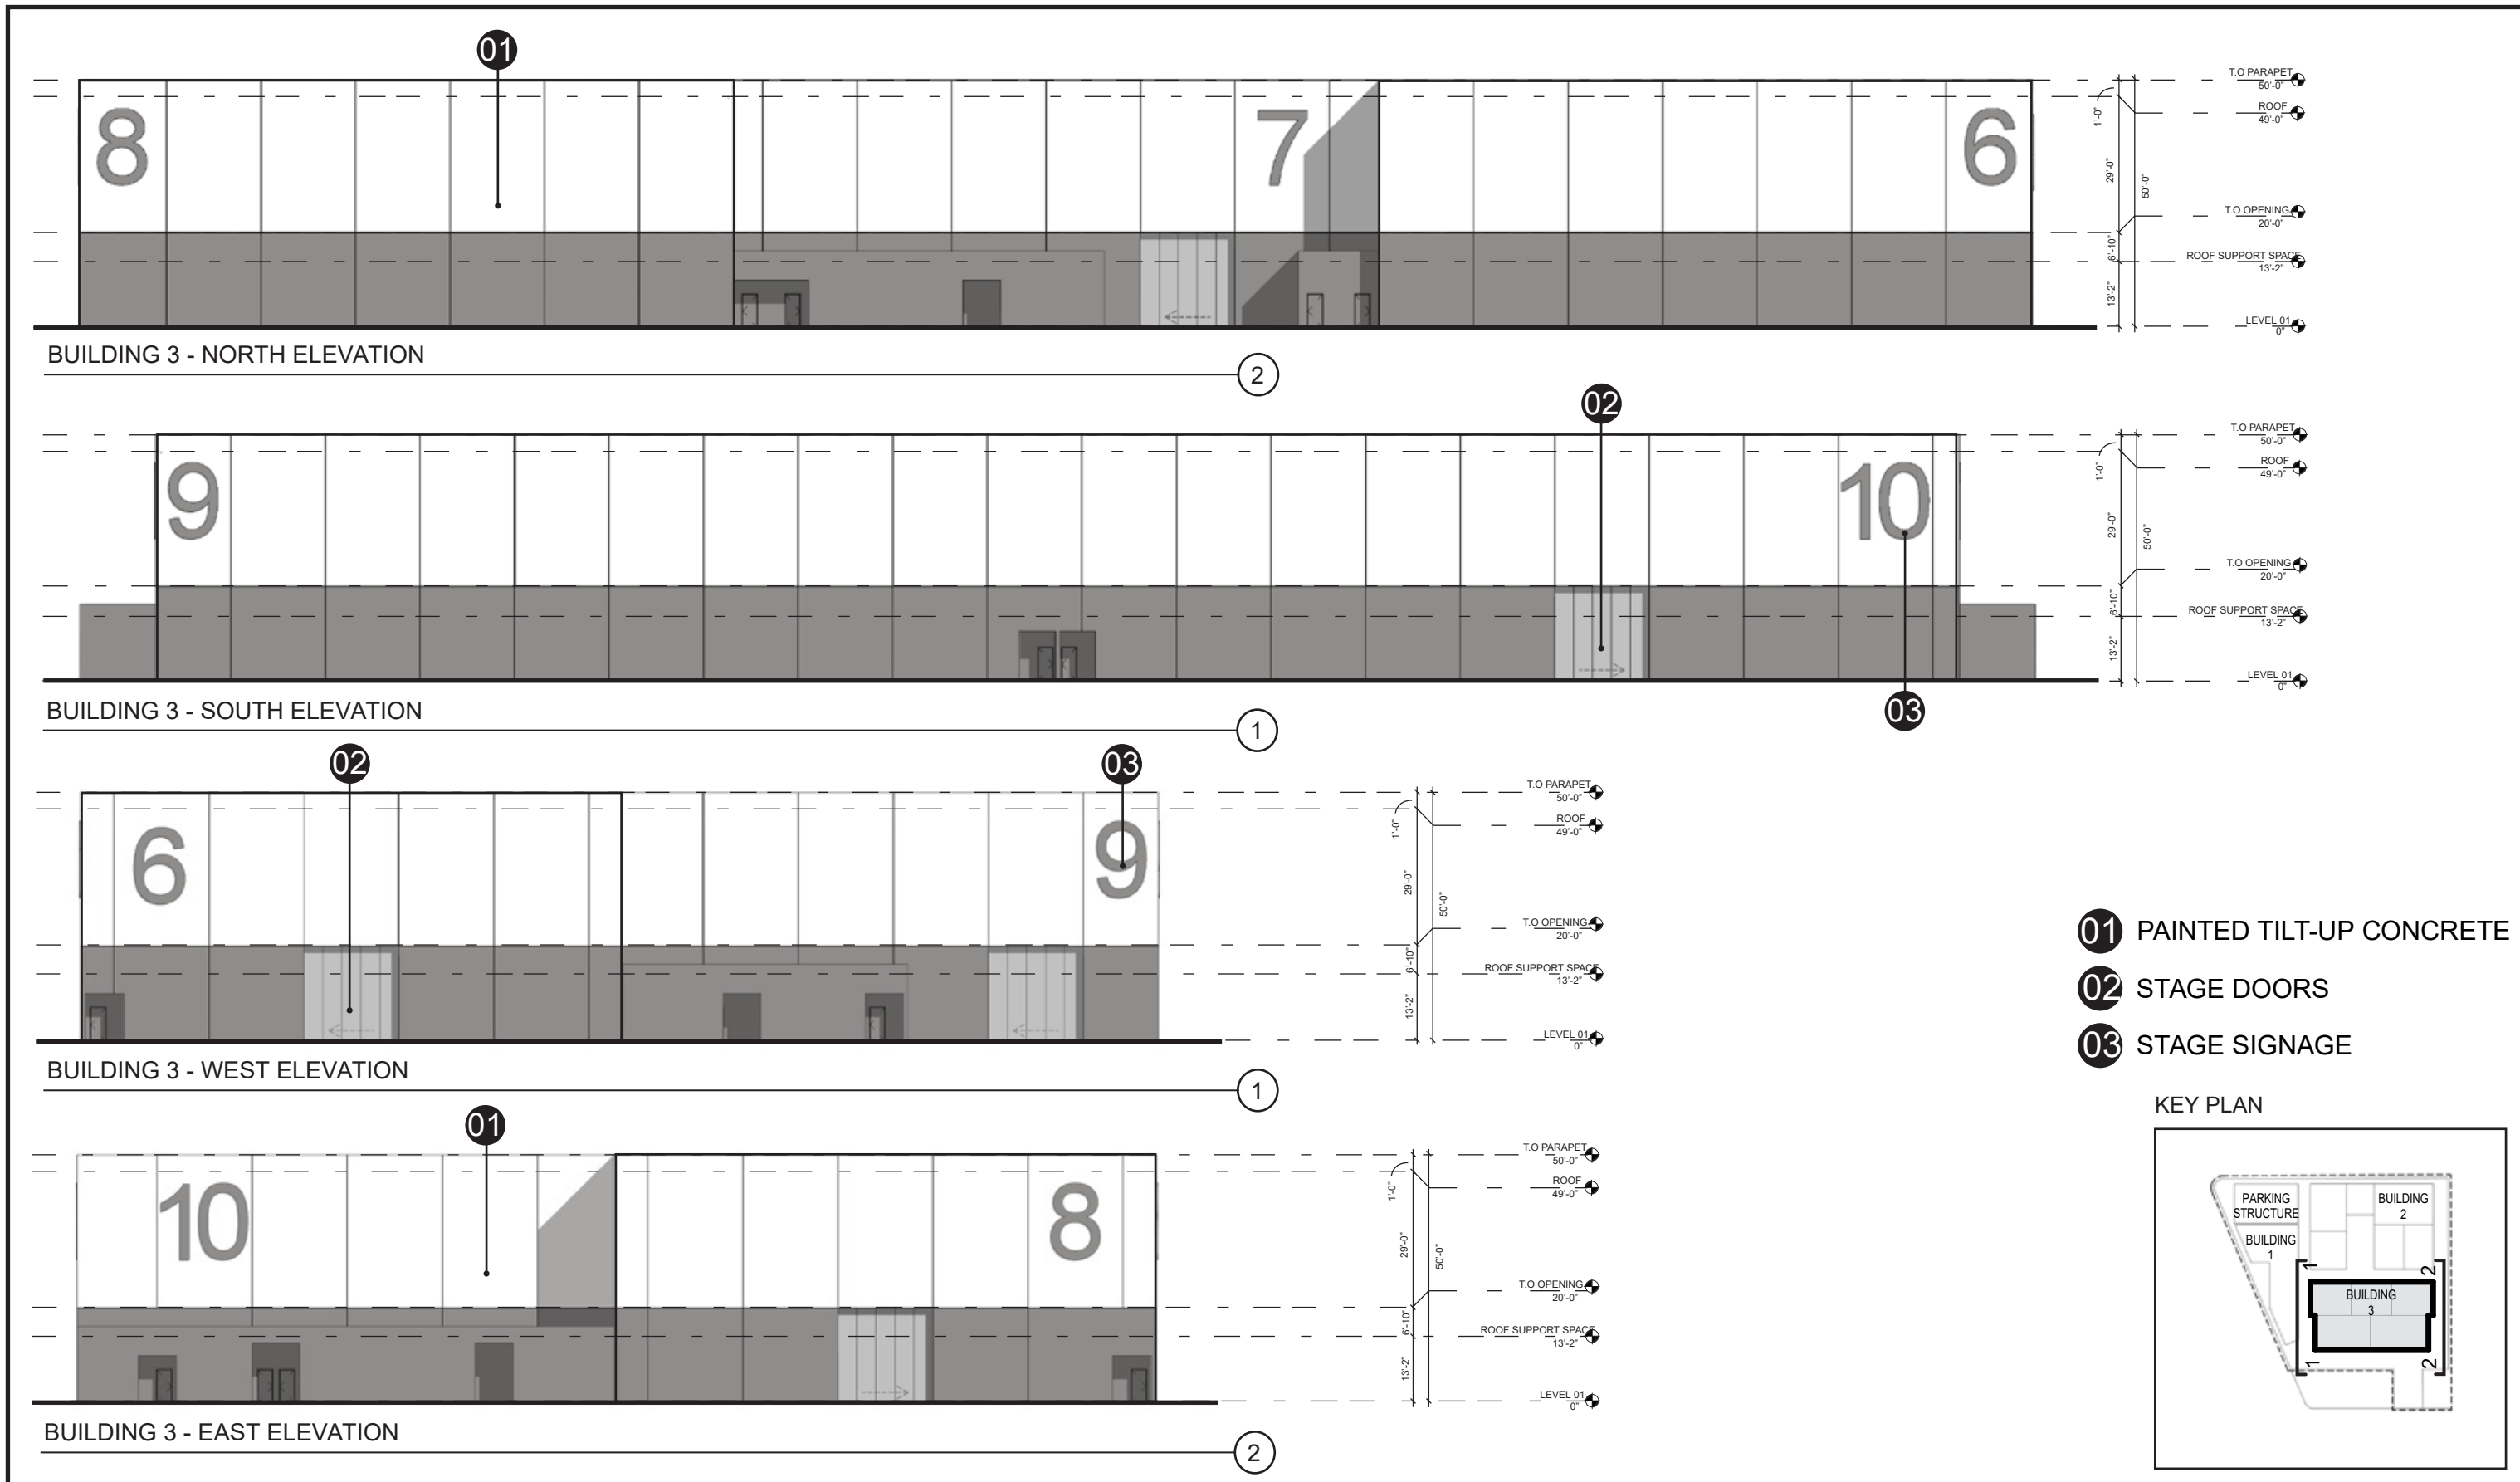 01
8
7
6
T.O PARAPET
50'-0"
ROOF
49'-0"
T.O OPENING
20'-0"
ROOF SUPPORT SPACE
13'-2"
LEVEL 01
0"
1'-0"
29'-0"
50'-0"
6'-10"
13'-2"
BUILDING 3 - NORTH ELEVATION
2
02
9
10
T.O PARAPET
50'-0"
ROOF
49'-0"
T.O OPENING
20'-0"
ROOF SUPPORT SPACE
13'-2"
LEVEL 01
0"
1'-0"
29'-0"
50'-0"
6'-10"
13'-2"
03
BUILDING 3 - SOUTH ELEVATION
1
02
03
6
9
T.O PARAPET
50'-0"
ROOF
49'-0"
T.O OPENING
20'-0"
ROOF SUPPORT SPACE
13'-2"
LEVEL 01
0"
1'-0"
29'-0"
50'-0"
6'-10"
13'-2"
BUILDING 3 - WEST ELEVATION
1
01
10
8
T.O PARAPET
50'-0"
ROOF
49'-0"
T.O OPENING
20'-0"
ROOF SUPPORT SPACE
13'-2"
LEVEL 01
0"
1'-0"
29'-0"
50'-0"
6'-10"
13'-2"
BUILDING 3 - EAST ELEVATION
2
01 PAINTED TILT-UP CONCRETE
02 STAGE DOORS
03 STAGE SIGNAGE
KEY PLAN
PARKING
STRUCTURE
BUILDING
2
BUILDING
1
1
2
BUILDING
3
1
2